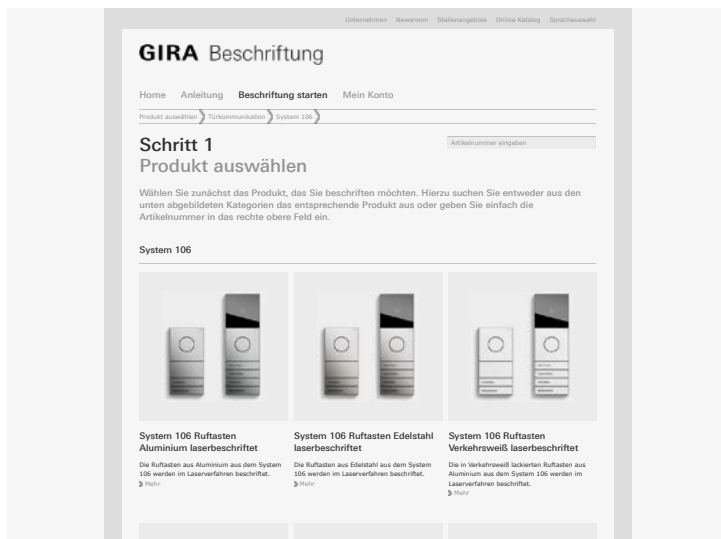 Unternehmen Newsroom Stellenangebote Online Katalog Sprachauswahl
GIRA Beschriftung
Home Anleitung Beschriftung starten Mein Konto
Produkt auswählen Türkommunikation System 106
Schritt 1
Artikelnummer eingeben
Produkt auswählen
Wählen Sie zunächst das Produkt, das Sie beschriften möchten. Hierzu suchen Sie entweder aus den
unten abgebildeten Kategorien das entsprechende Produkt aus oder geben Sie einfach die
Artikelnummer in das rechte obere Feld ein.
System 106
System 106 Ruftasten
Aluminium laserbeschriftet
Die Ruftasten aus Aluminium aus dem System
106 werden im Laserverfahren beschriftet.
Mehr
System 106 Ruftasten Edelstahl
laserbeschriftet
Die Ruftasten aus Edelstahl aus dem System
106 werden im Laserverfahren beschriftet.
Mehr
System 106 Ruftasten
Verkehrsweiß laserbeschriftet
Die in Verkehrsweiß lackierten Ruftasten aus
Aluminium aus dem System 106 werden im
Laserverfahren beschriftet.
Mehr